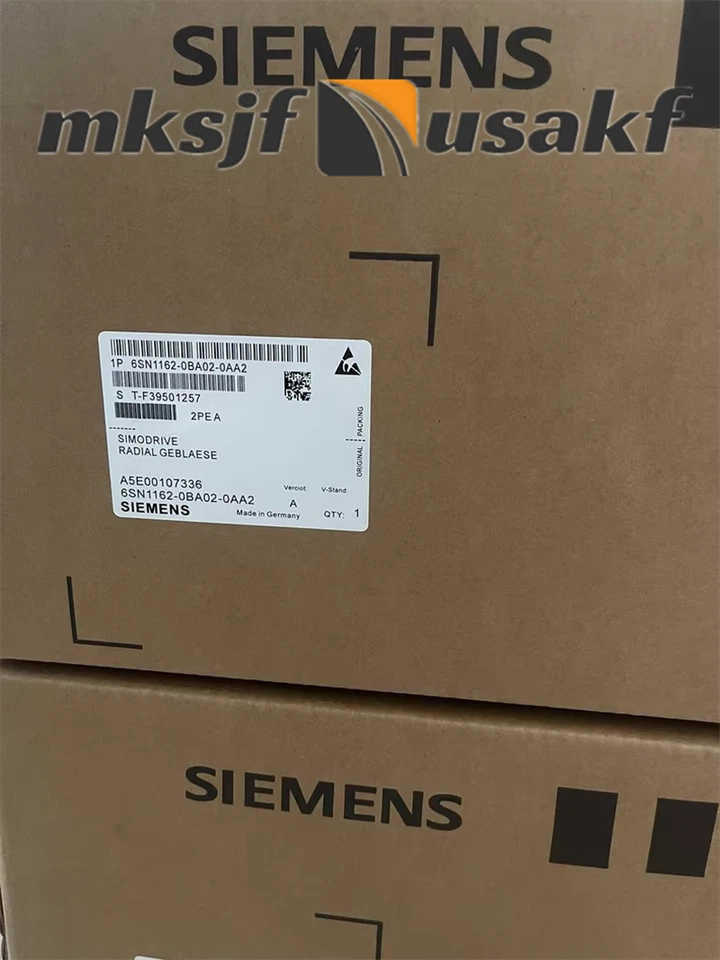 SIEMENS
mksjf usakf
1P 6SN1162-0BA02-0AA2
S T-F39501257
2PE A
SIMODRIVE
RADIAL GEBLAESE
ORIGINAL PACKING
A5E00107336
6SN1162-0BA02-0AA2
Verciot: V-Stand:
A
SIEMENS
Made in Germany
QTY: 1
SIEMENS